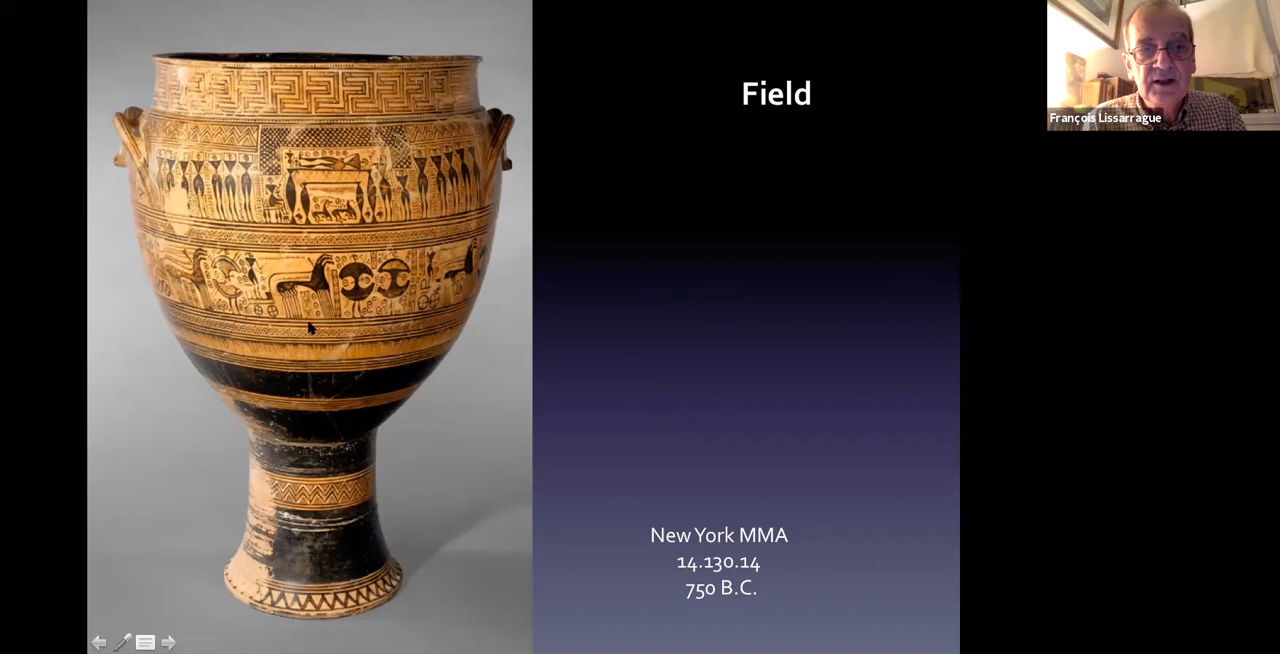 Field
François Lissarrague
New York MMA
14.130.14
750 B.C.